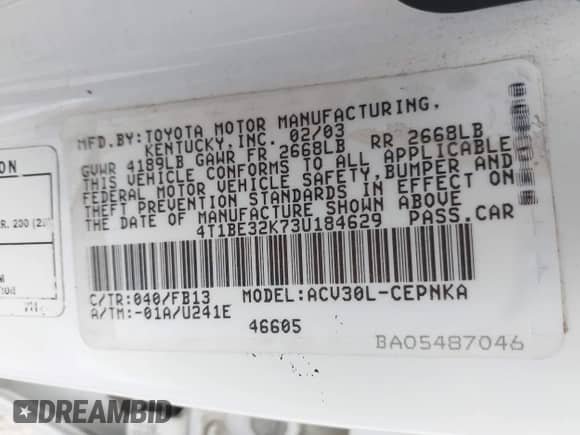 MFD.BY:TOYOTA MOTOR MANUFACTURING,
KENTUCKY,INC. 02/03
GVWR 4189LB GAWR FR 2668LB RR 2668LB
THIS VEHICLE CONFORMS TO ALL APPLICABLE
FEDERAL MOTOR VEHICLE SAFETY,BUMPER AND
THEFT PREVENTION STANDARDS IN EFFECT ON
THE DATE OF MANUFACTURE SHOWN ABOVE
4T1BE32K73U184629 PASS.CAR
C/TR:040/FB13 MODEL:ACV30L-CEPNKA
A/TM:-01A/U241E
46605
BA05487046
ON
DREAMBID